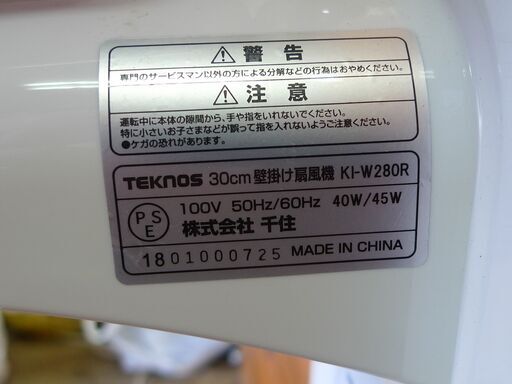 ⚠警告
専門のサービスマン以外の方による分解などの行為はおやめください。
⚠注意
運転中に本体の隙間から、手や指をいれないでください。
特に小さいお子さまなどが誤って指を入れないようにご注意ください。
●ケガの恐れがあります。
TEKNOS 30cm壁掛け扇風機 KI-W280R
PSE 100V 50Hz/60Hz 40W/45W
株式会社 千住
1801000725 MADE IN CHINA